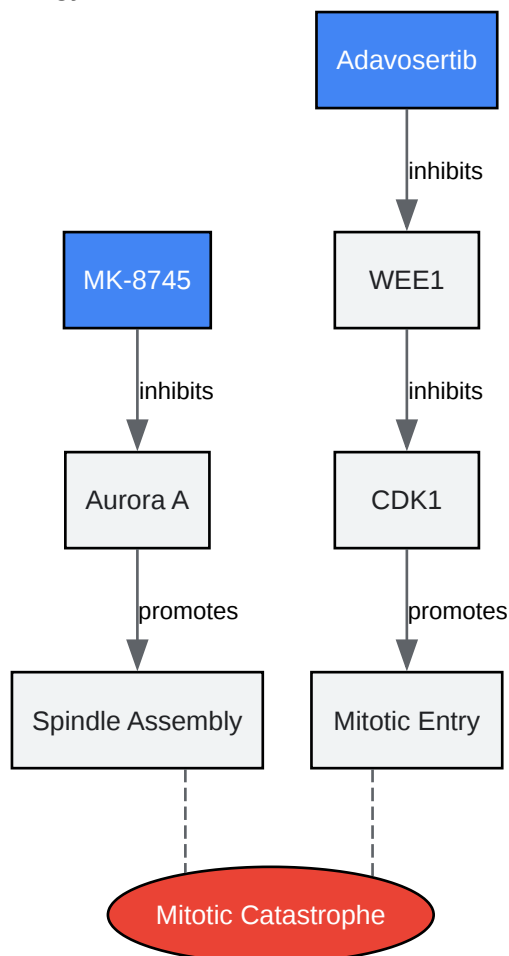 Adavosertib
inhibits
MK-8745
WEE1
inhibits
inhibits
Aurora A
CDK1
promotes
promotes
Spindle Assembly
Mitotic Entry
Mitotic Catastrophe